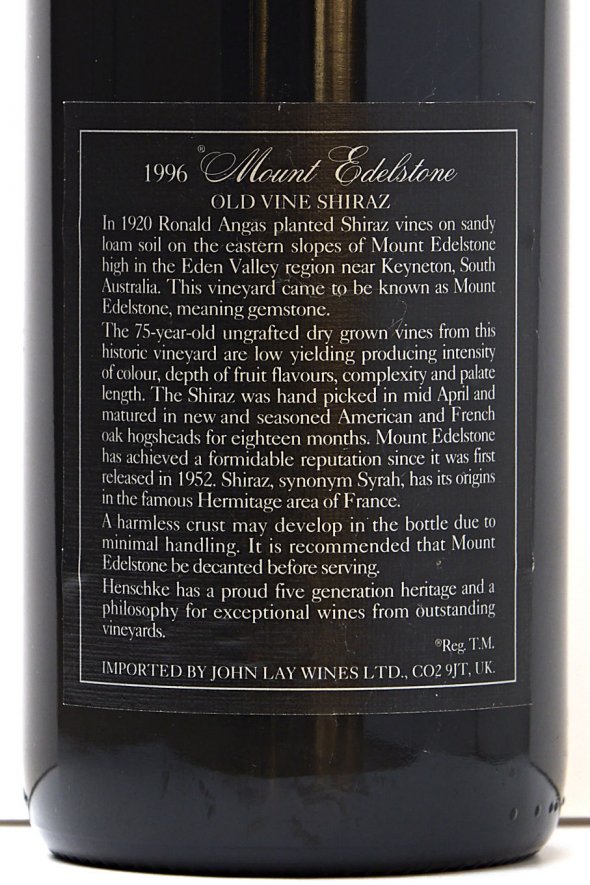 1996 ®Mount Edelstone
OLD VINE SHIRAZ
In 1920 Ronald Angas planted Shiraz vines on sandy
loam soil on the eastern slopes of Mount Edelstone
high in the Eden Valley region near Keyneton, South
Australia. This vineyard came to be known as Mount
Edelstone, meaning gemstone.
The 75-year-old ungrafted dry grown vines from this
historic vineyard are low yielding producing intensity
of colour, depth of fruit flavours, complexity and palate
length. The Shiraz was hand picked in mid April and
matured in new and seasoned American and French
oak hogsheads for eighteen months. Mount Edelstone
has achieved a formidable reputation since it was first
released in 1952. Shiraz, synonym Syrah, has its origins
in the famous Hermitage area of France.
A harmless crust may develop in the bottle due to
minimal handling. It is recommended that Mount
Edelstone be decanted before serving.
Henschke has a proud five generation heritage and a
philosophy for exceptional wines from outstanding
vineyards.
®Reg. T.M.
IMPORTED BY JOHN LAY WINES LTD., CO2 9JT, UK.